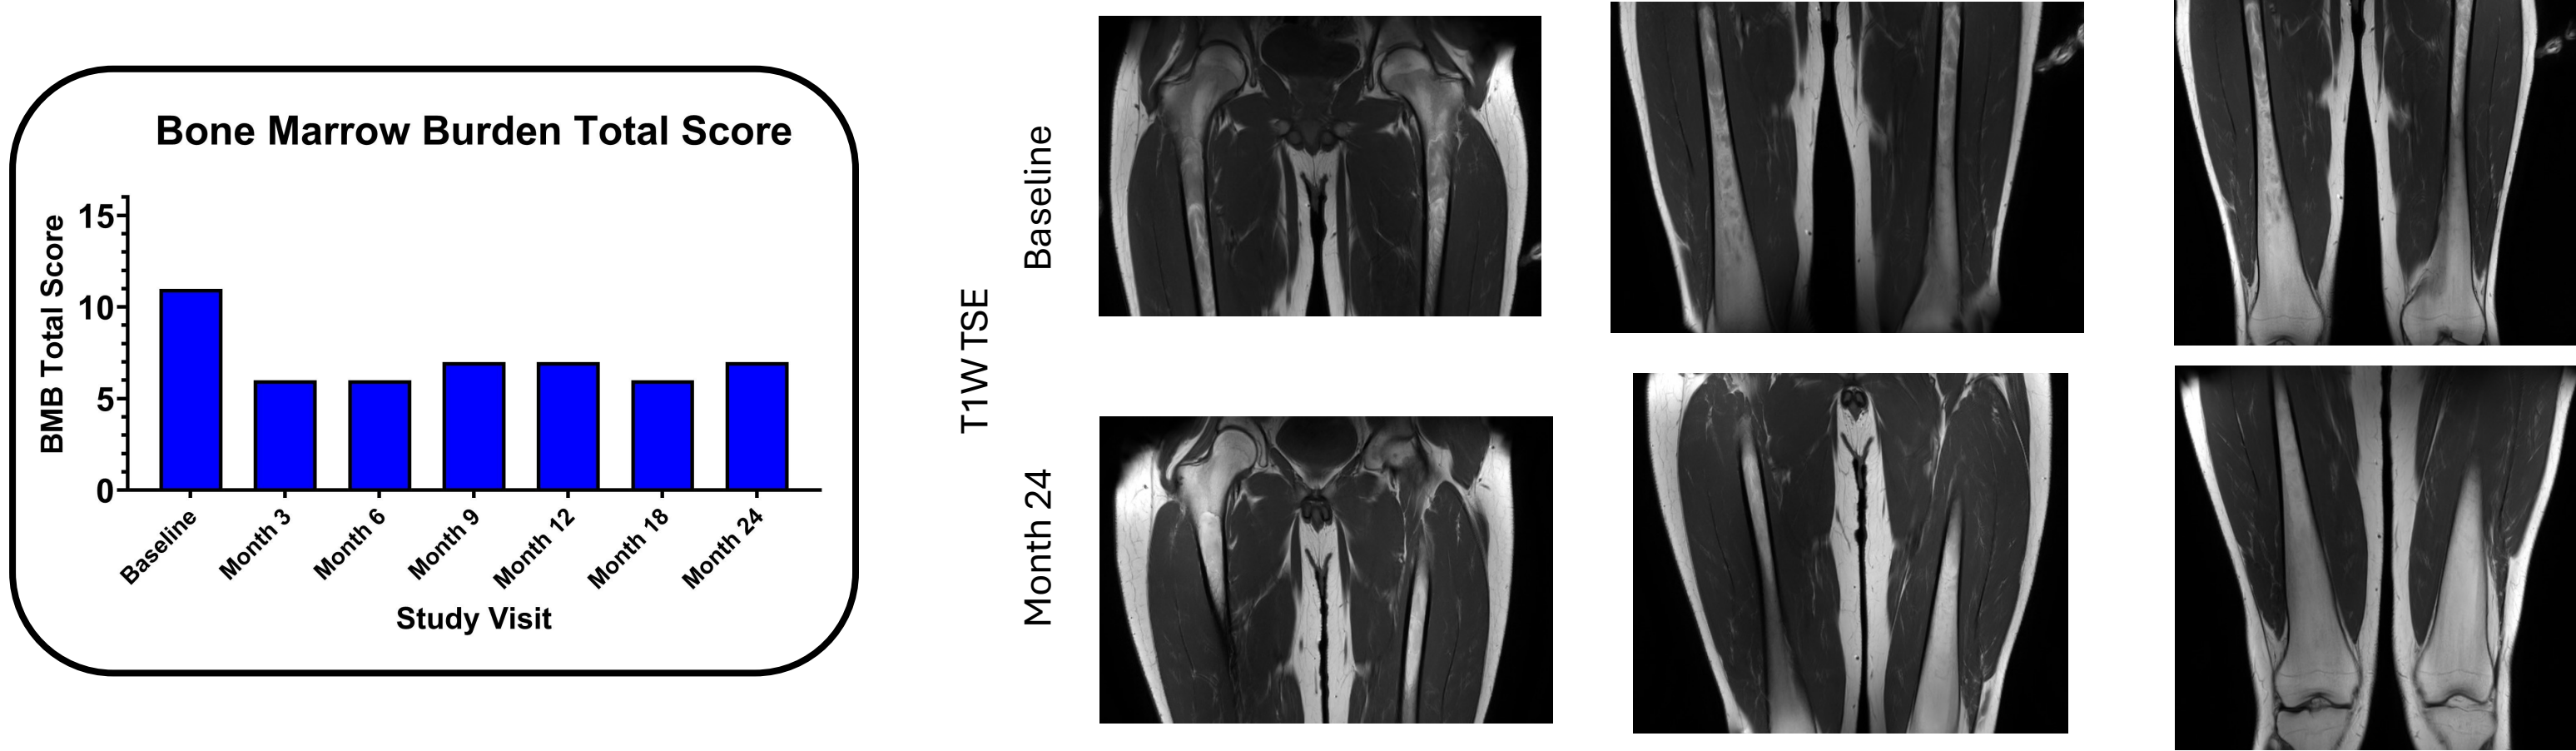 Bone Marrow Burden Total Score
BMB Total Score
15
10
5
0
Baseline
Month 3
Month 6
Month 9
Month 12
Month 18
Month 24
Study Visit
T1W TSE
Baseline
Month 24